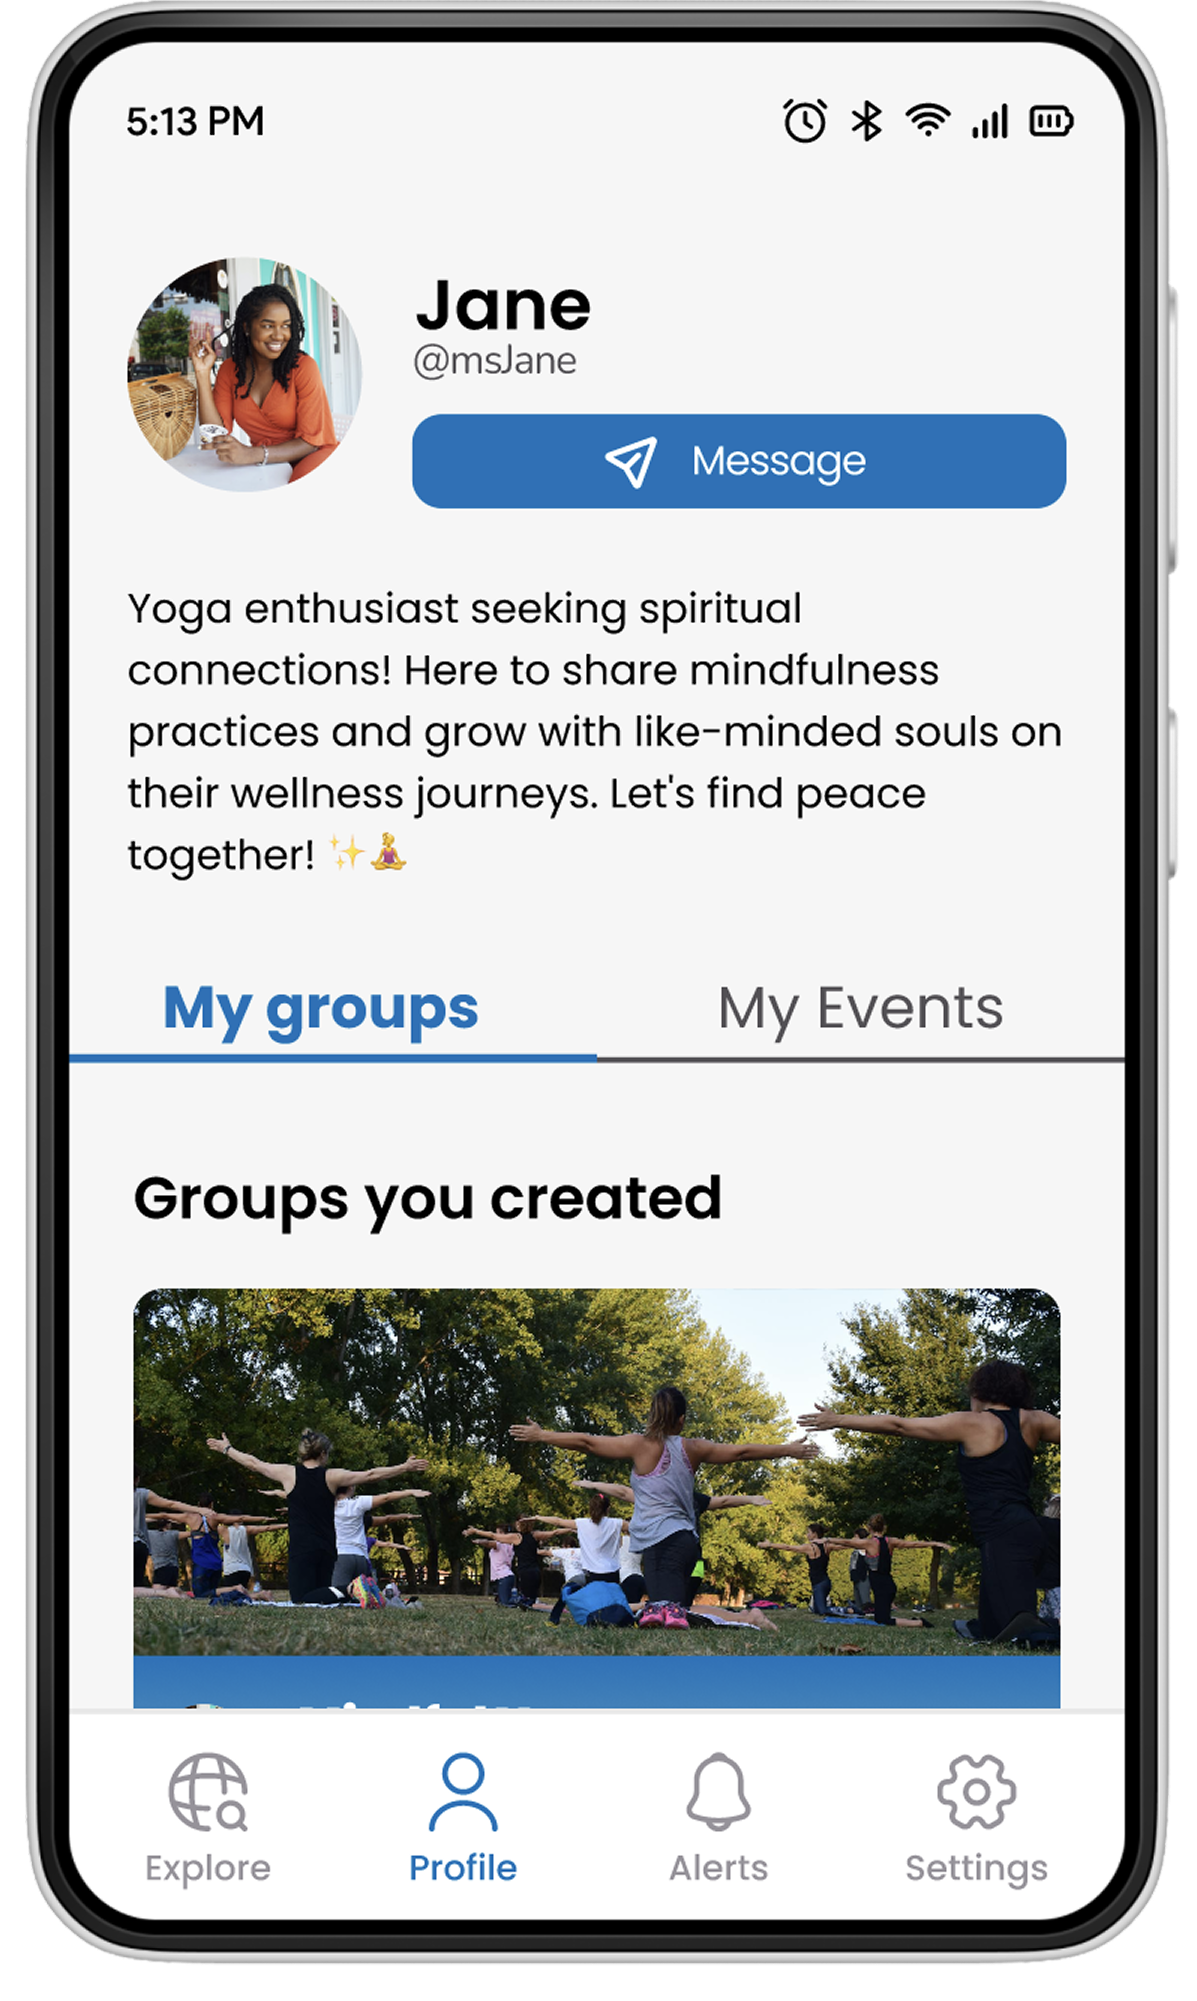 5:13 PM
Jane
@msJane
Message
Yoga enthusiast seeking spiritual
connections! Here to share mindfulness
practices and grow with like-minded souls on
their wellness journeys. Let's find peace
together! ✨🧘‍♀️
My groups
My Events
Groups you created
Explore
Profile
Alerts
Settings